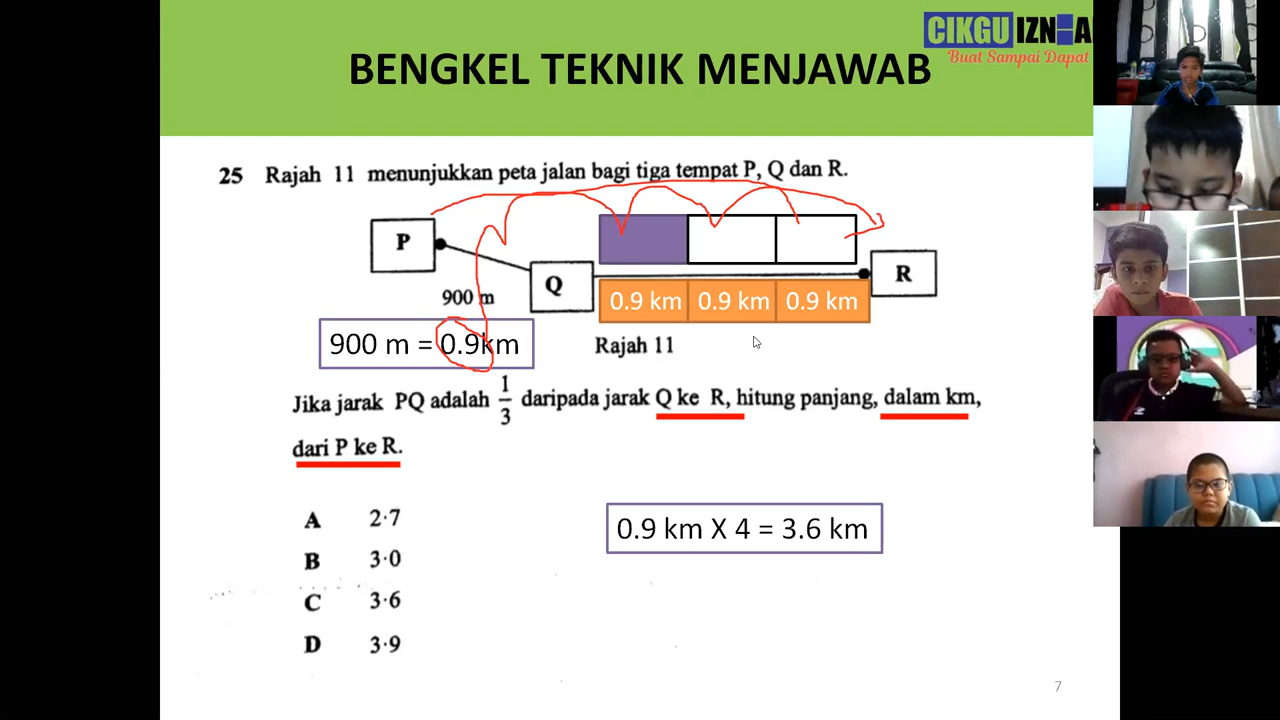 CIKGU IZN
Buat Sampai Dapat
BENGKEL TEKNIK MENJAWAB
25 Rajah 11 menunjukkan peta jalan bagi tiga tempat P, Q dan R.
P
Q
R
900 m
0.9 km 0.9 km 0.9 km
900 m = 0.9km
Rajah 11
Jika jarak PQ adalah 1/3 daripada jarak Q ke R, hitung panjang, dalam km,
dari P ke R.
A 2·7
B 3·0
C 3·6
D 3·9
0.9 km X 4 = 3.6 km
7